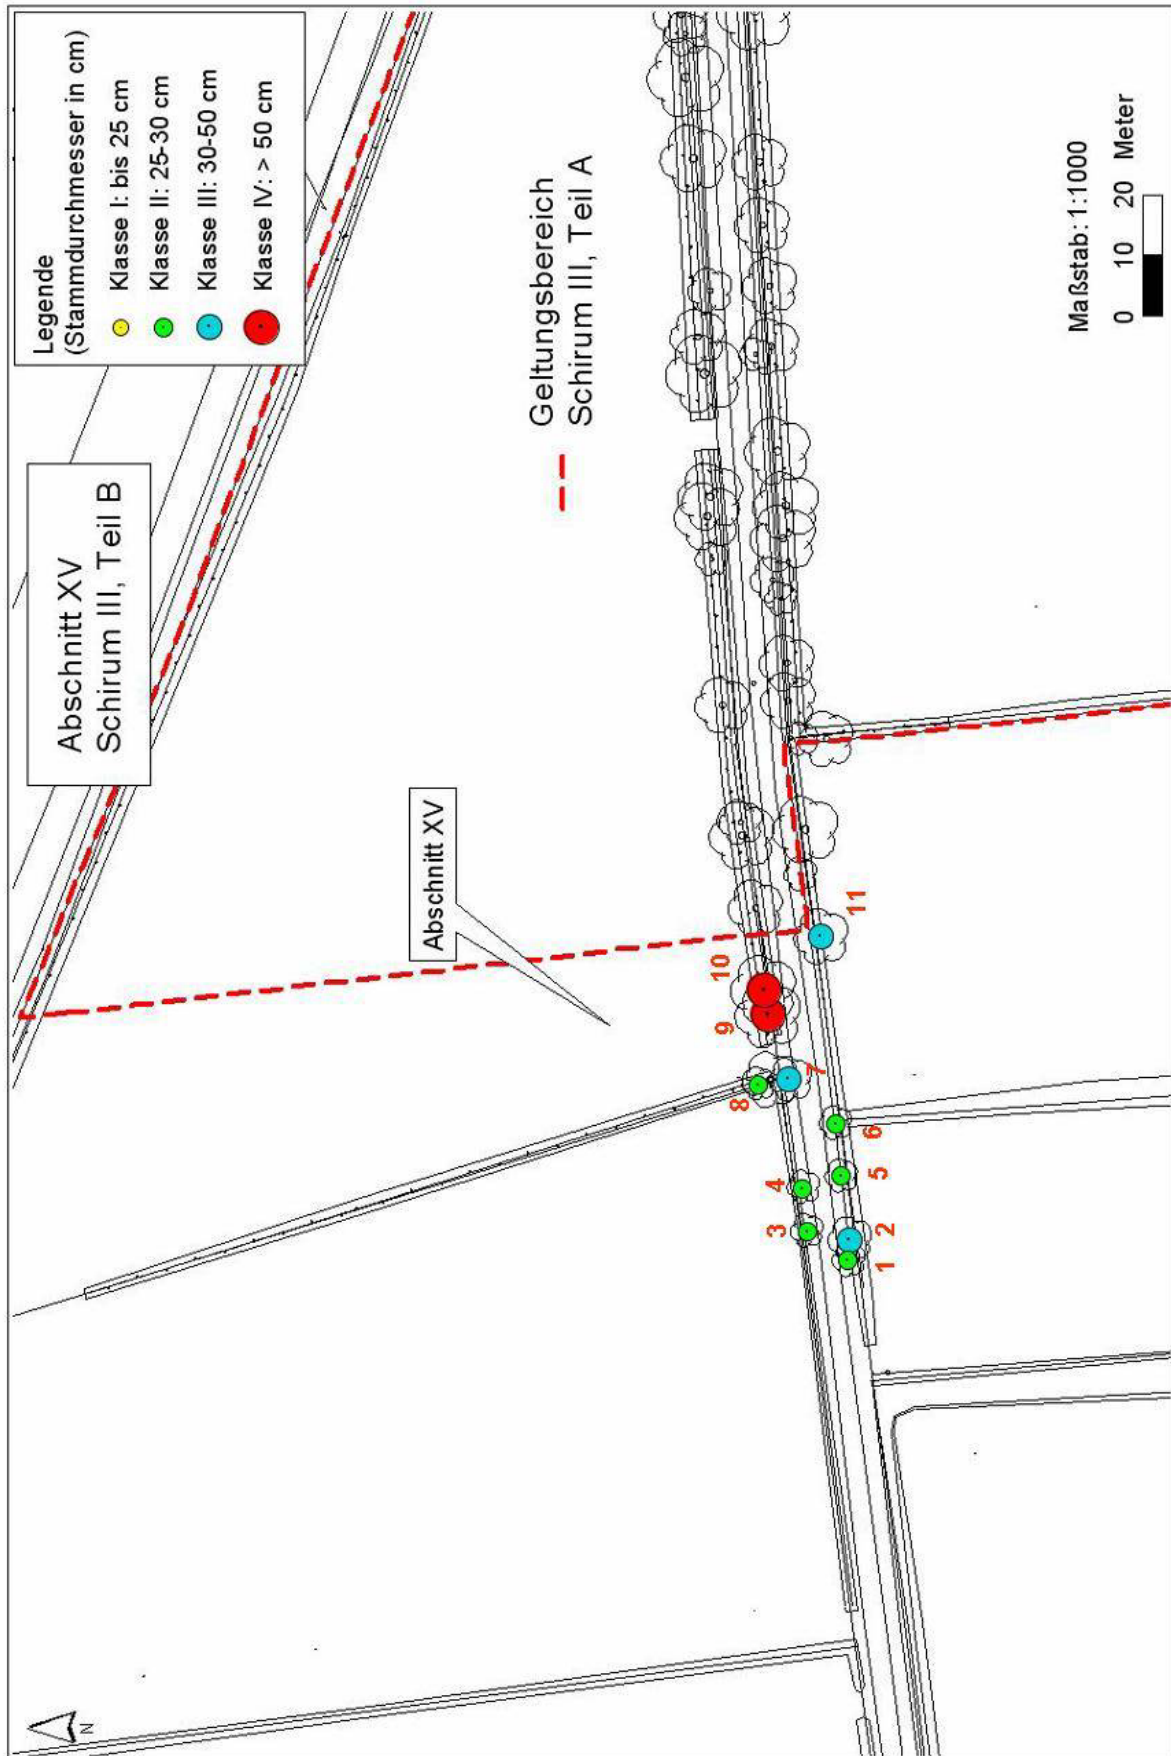 Legende
(Stammdurchmesser in cm)
Klasse I: bis 25 cm
Klasse II: 25-30 cm
Klasse III: 30-50 cm
Klasse IV: > 50 cm
Abschnitt XV
Schirum III, Teil B
Geltungsbereich
Schirum III, Teil A
Abschnitt XV
10
9
8
11
7
6
5
4
3
2
1
Maßstab: 1:1000
0 10 20 Meter
N